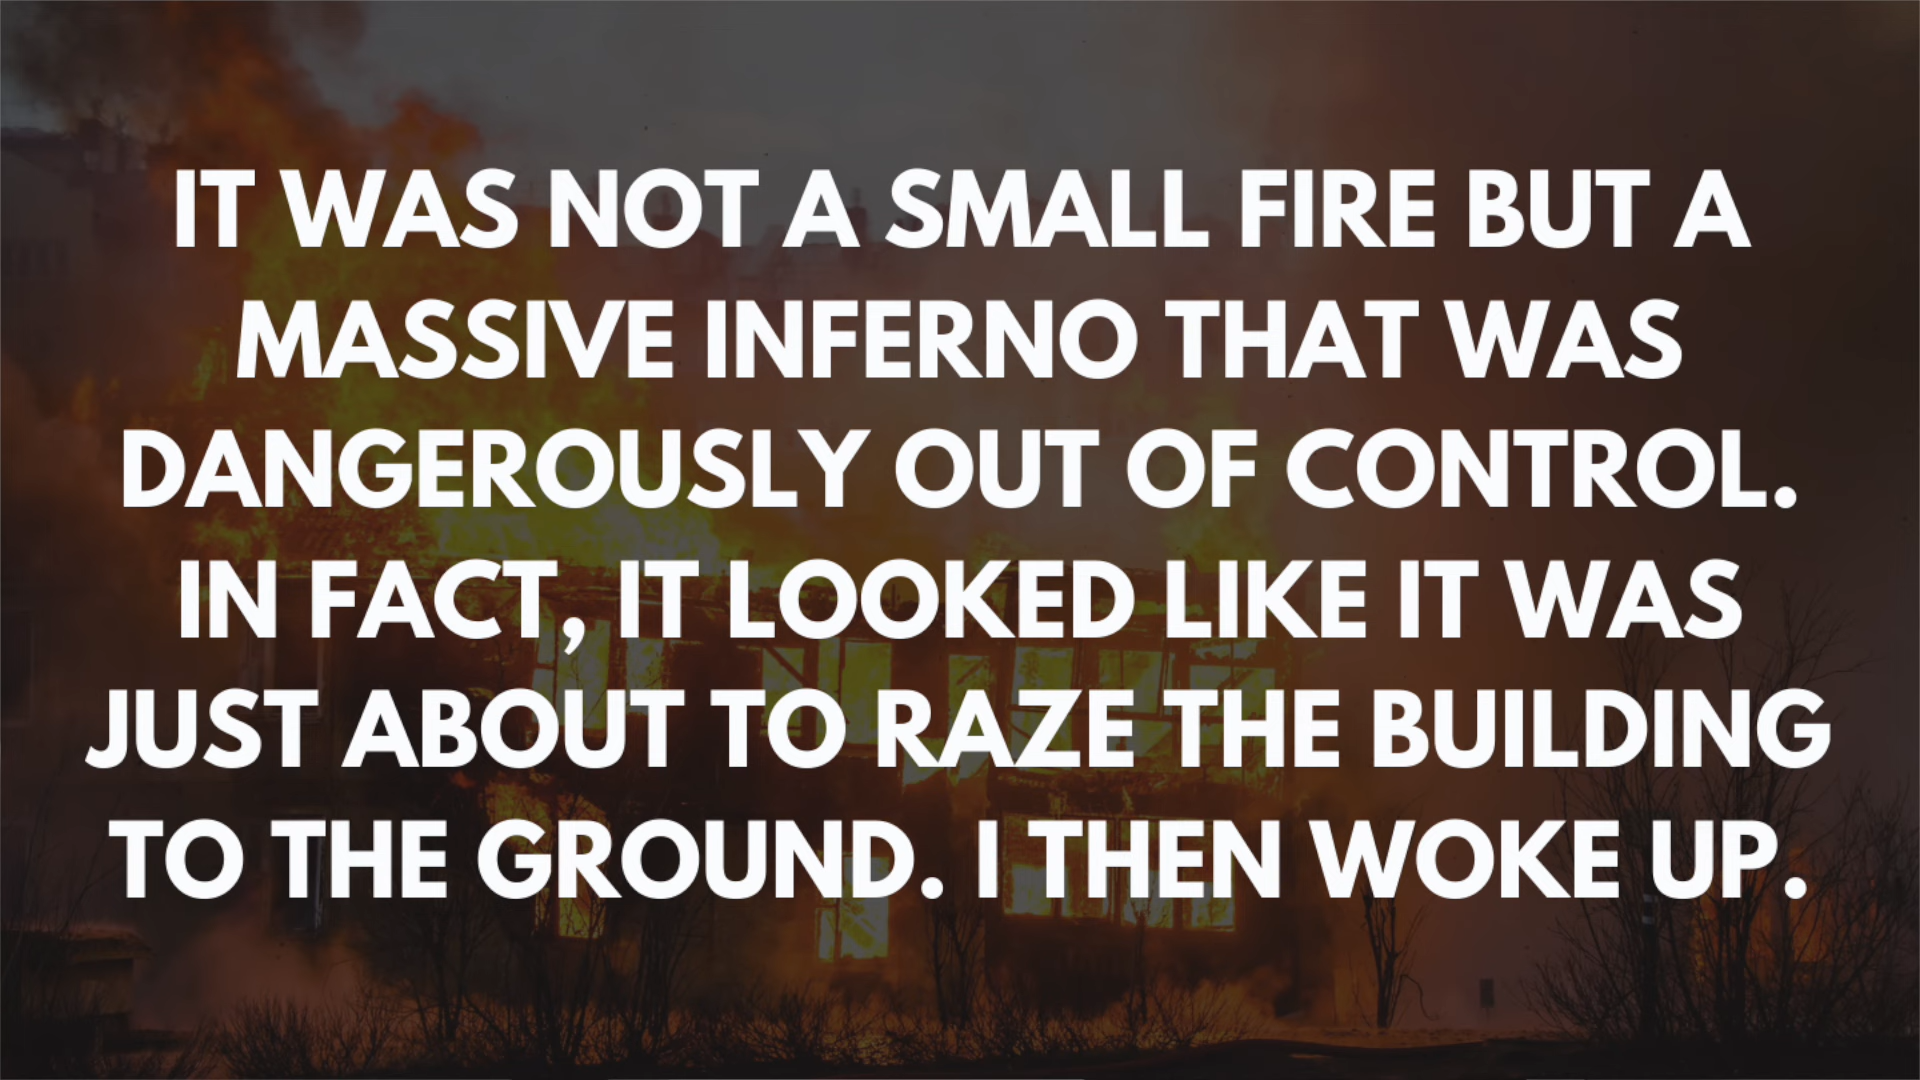 IT WAS NOT A SMALL FIRE BUT A
MASSIVE INFERNO THAT WAS
DANGEROUSLY OUT OF CONTROL.
IN FACT, IT LOOKED LIKE IT WAS
JUST ABOUT TO RAZE THE BUILDING
TO THE GROUND. I THEN WOKE UP.